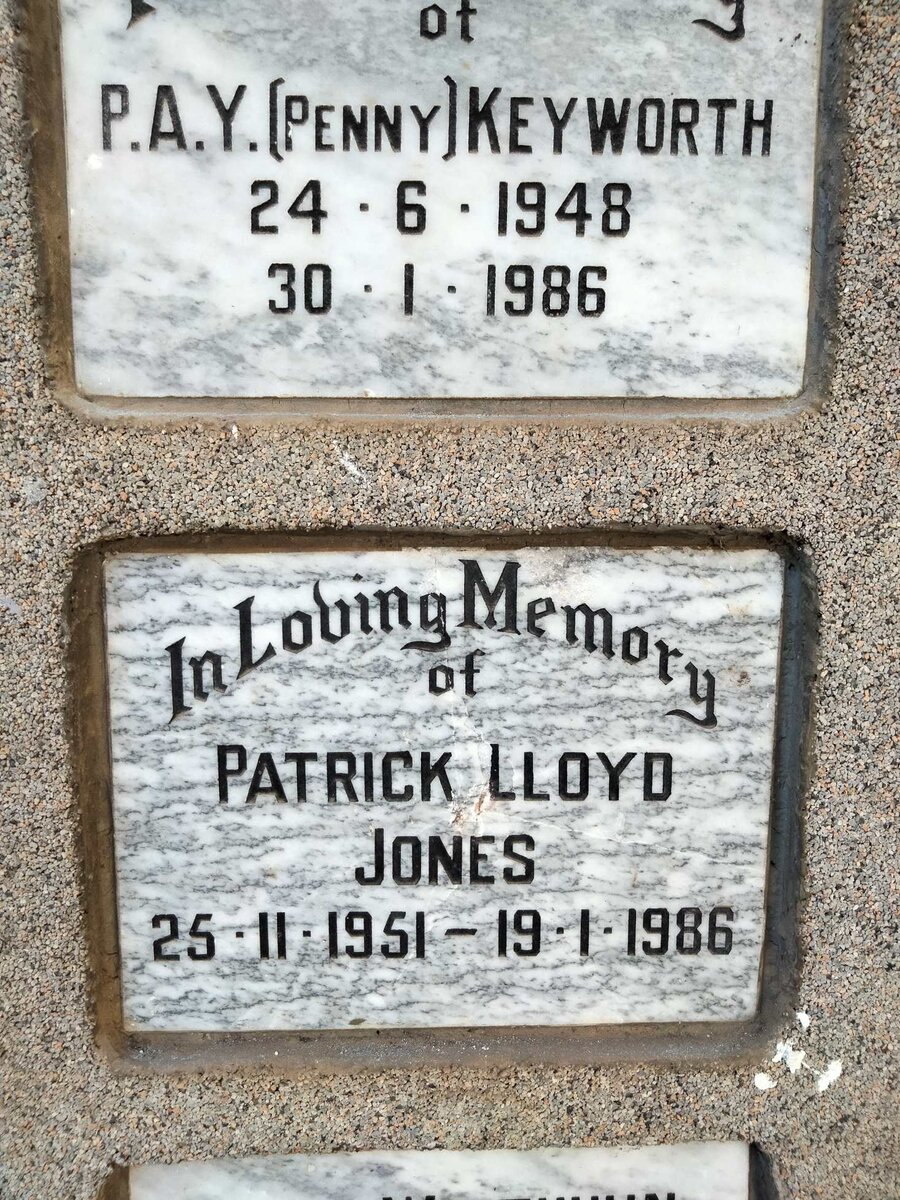 of
P.A.Y. (PENNY) KEYWORTH
24 · 6 · 1948
30 · 1 · 1986
In Loving Memory
of
PATRICK LLOYD
JONES
25 · 11 · 1951 – 19 · 1 · 1986